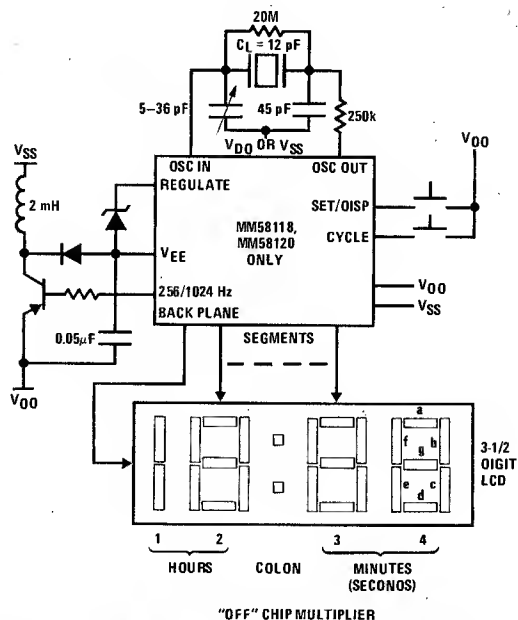 20M
C_L = 12 pF
5–36 pF
45 pF
250k
V_DO OR V_SS
V_OO
V_SS
OSC IN
OSC OUT
REGULATE
2 mH
SET/OISP
MM58118,
MM58120
ONLY
CYCLE
V_EE
V_OO
256/1024 Hz
V_SS
BACK PLANE
0.05µF
SEGMENTS
V_OO
a
f b
g
e c
d
3-1/2
OIGIT
LCD
1 2 3 4
HOURS COLON MINUTES
(SECONOS)
"OFF" CHIP MULTIPLIER